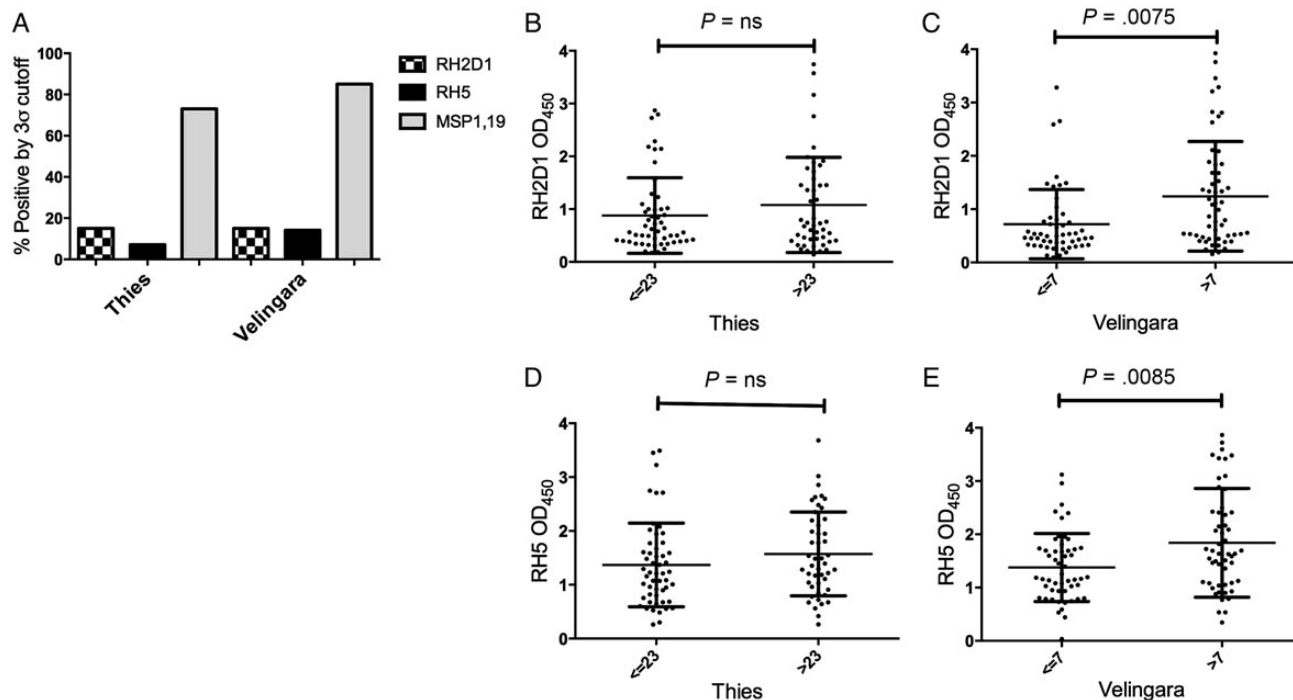 A
% Positive by 3σ cutoff
100
80
60
40
20
0
Thies
Velingara
RH2D1
RH5
MSP1,19
B
P = ns
RH2D1 OD450
4
3
2
1
0
<=23
>23
Thies
C
P = .0075
RH2D1 OD450
4
3
2
1
0
<=7
>7
Velingara
D
P = ns
RH5 OD450
4
3
2
1
0
<=23
>23
Thies
E
P = .0085
RH5 OD450
4
3
2
1
0
<=7
>7
Velingara